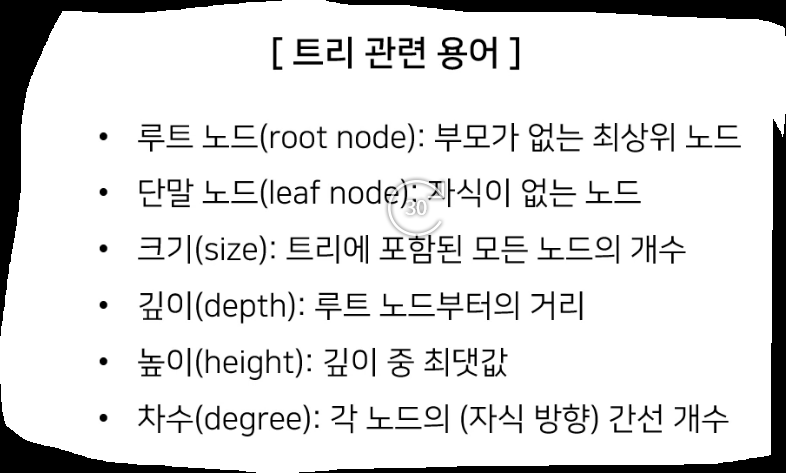 [ 트리 관련 용어 ]
• 루트 노드(root node): 부모가 없는 최상위 노드
• 단말 노드(leaf node): 자식이 없는 노드
30
• 크기(size): 트리에 포함된 모든 노드의 개수
• 깊이(depth): 루트 노드부터의 거리
• 높이(height): 깊이 중 최댓값
• 차수(degree): 각 노드의 (자식 방향) 간선 개수